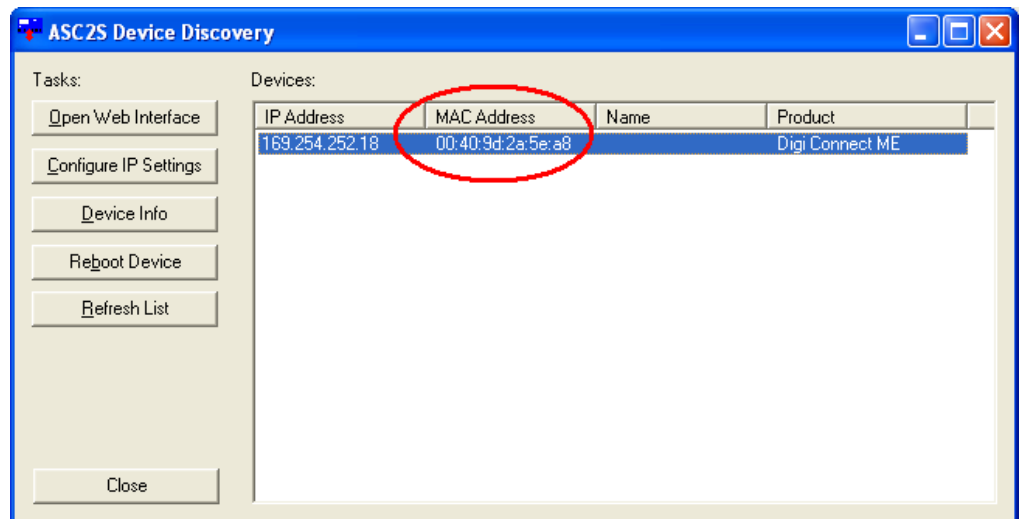 ASC2S Device Discovery
Tasks:
Devices:
Open Web Interface
Configure IP Settings
Device Info
Reboot Device
Refresh List
Close
IP Address MAC Address Name Product
169.254.252.18 00:40:9d:2a:5e:a8 Digi Connect ME